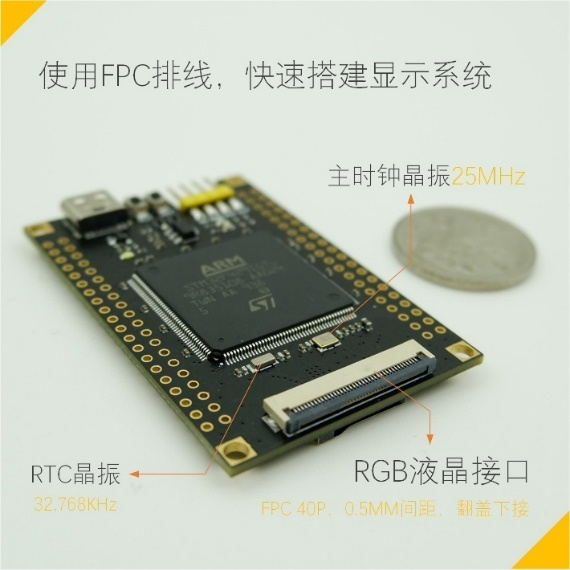 使用FPC排线，快速搭建显示系统
主时钟晶振25MHz
ARM
ST
RTC晶振
32.768KHz
RGB液晶接口
FPC 40P、0.5MM间距、翻盖下接